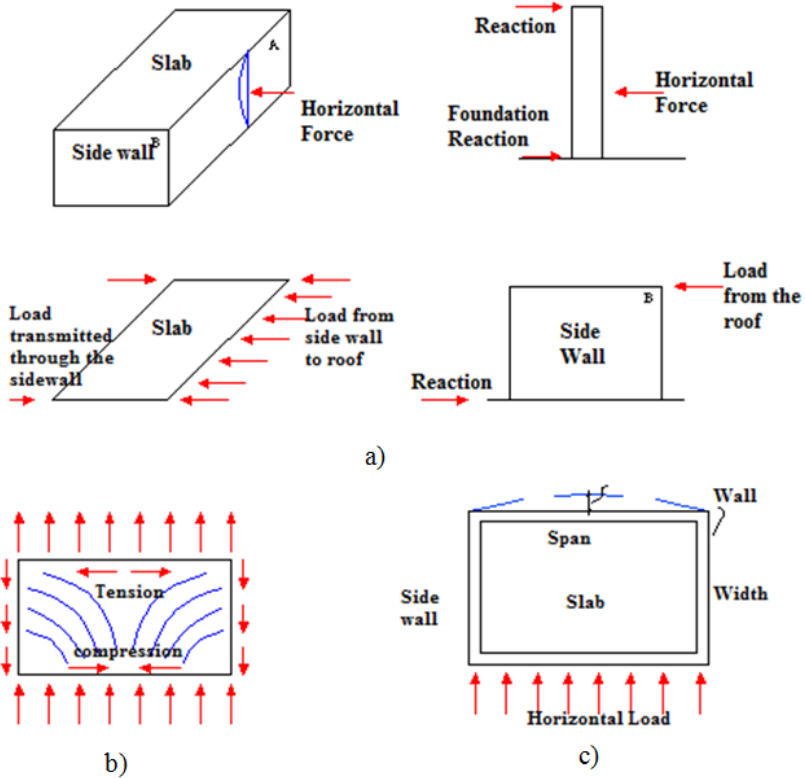 Slab
A
Horizontal
Force
B
Side wall
Reaction
Horizontal
Force
Foundation
Reaction
Load
transmitted
through the
sidewall
Slab
Load from
side wall
to roof
B
Load
from the
roof
Side
Wall
Reaction
a)
Tension
compression
b)
f
Wall
Span
Side
wall
Slab
Width
Horizontal Load
c)